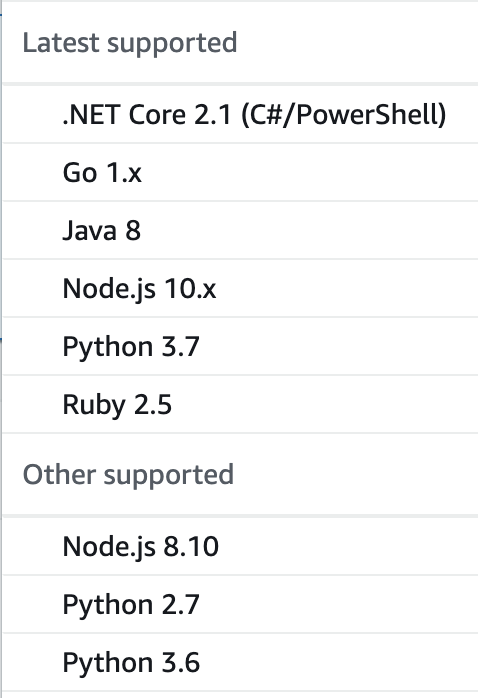 Latest supported
.NET Core 2.1 (C#/PowerShell)
Go 1.x
Java 8
Node.js 10.x
Python 3.7
Ruby 2.5
Other supported
Node.js 8.10
Python 2.7
Python 3.6